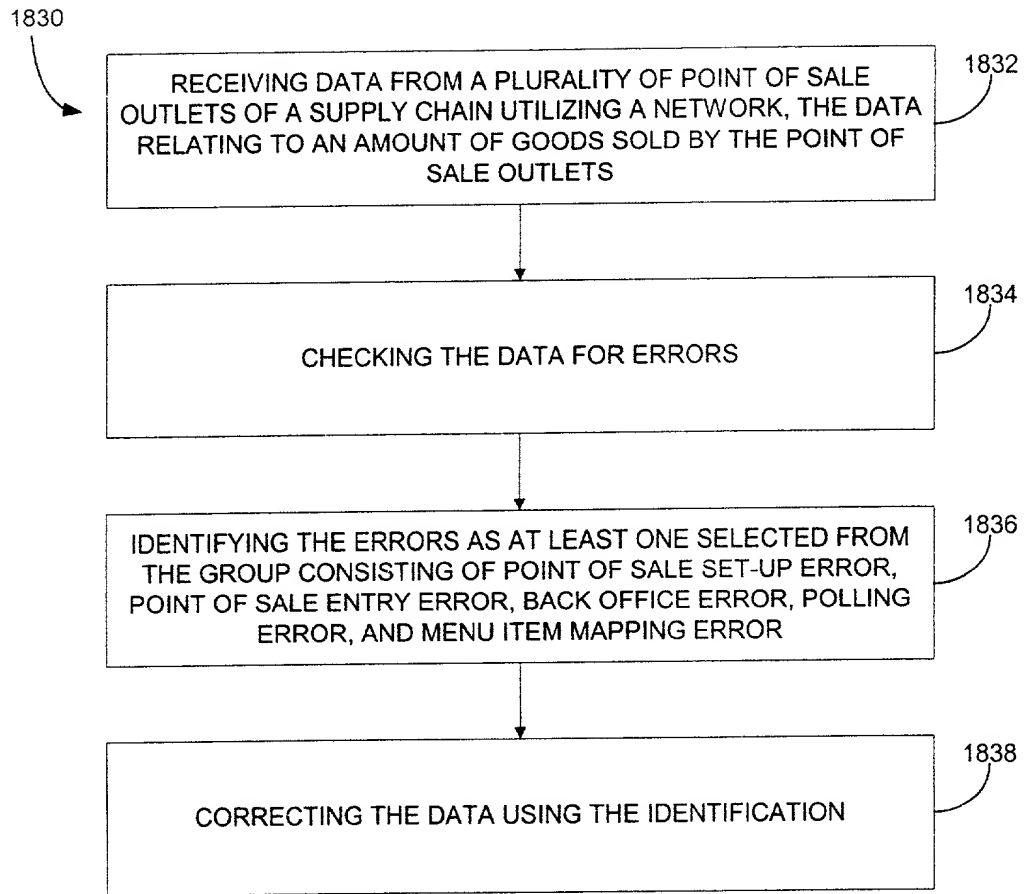 1830
RECEIVING DATA FROM A PLURALITY OF POINT OF SALE
OUTLETS OF A SUPPLY CHAIN UTILIZING A NETWORK, THE DATA
RELATING TO AN AMOUNT OF GOODS SOLD BY THE POINT OF
SALE OUTLETS
1832
CHECKING THE DATA FOR ERRORS
1834
IDENTIFYING THE ERRORS AS AT LEAST ONE SELECTED FROM
THE GROUP CONSISTING OF POINT OF SALE SET-UP ERROR,
POINT OF SALE ENTRY ERROR, BACK OFFICE ERROR, POLLING
ERROR, AND MENU ITEM MAPPING ERROR
1836
CORRECTING THE DATA USING THE IDENTIFICATION
1838